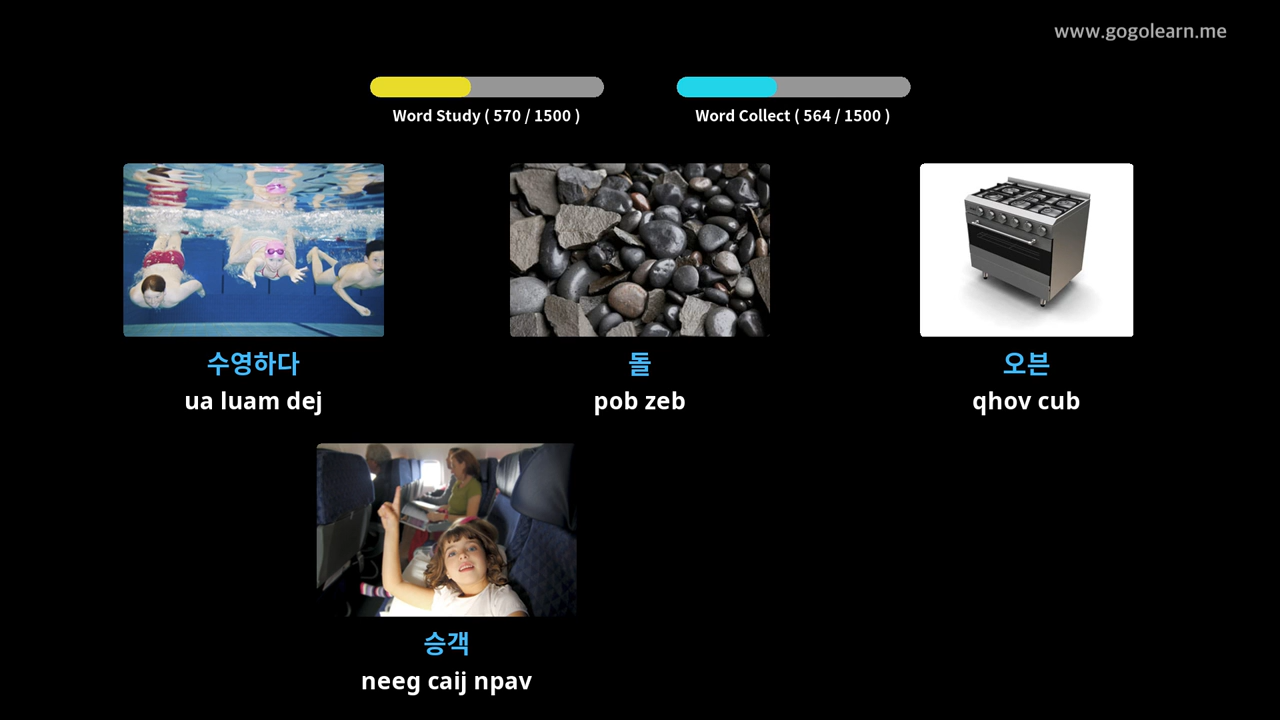 www.gogolearn.me
Word Study ( 570 / 1500 )
Word Collect ( 564 / 1500 )
수영하다
ua luam dej
돌
pob zeb
오븐
qhov cub
승객
neeg caij npav